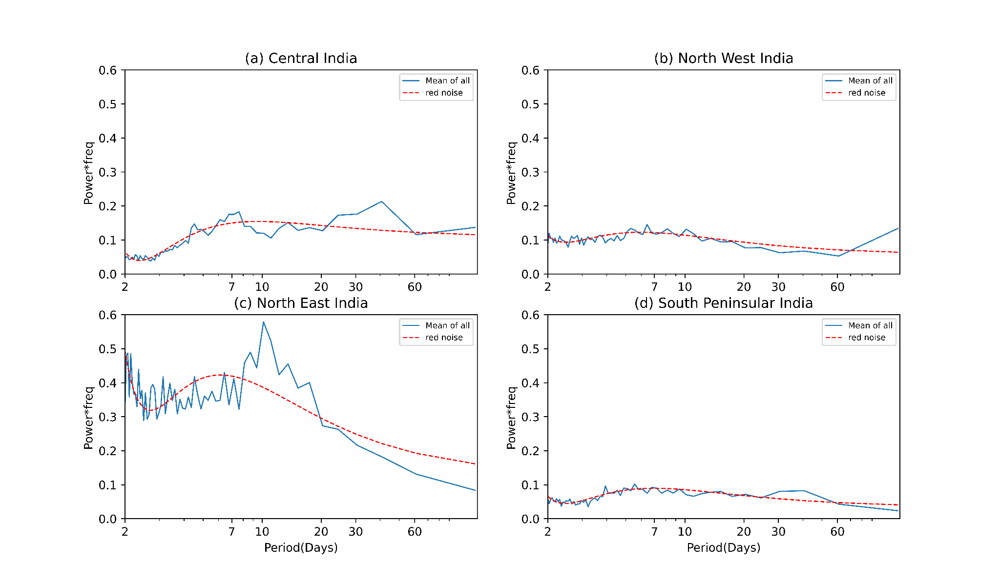 (a) Central India
(b) North West India
0.6
0.5
0.4
0.3
0.2
0.1
0.0
Power*freq
Mean of all
red noise
2 7 10 20 30 60
0.6
0.5
0.4
0.3
0.2
0.1
0.0
Power*freq
Mean of all
red noise
2 7 10 20 30 60
(c) North East India
(d) South Peninsular India
0.6
0.5
0.4
0.3
0.2
0.1
0.0
Power*freq
Mean of all
red noise
2 7 10 20 30 60
Period(Days)
0.6
0.5
0.4
0.3
0.2
0.1
0.0
Power*freq
Mean of all
red noise
2 7 10 20 30 60
Period(Days)